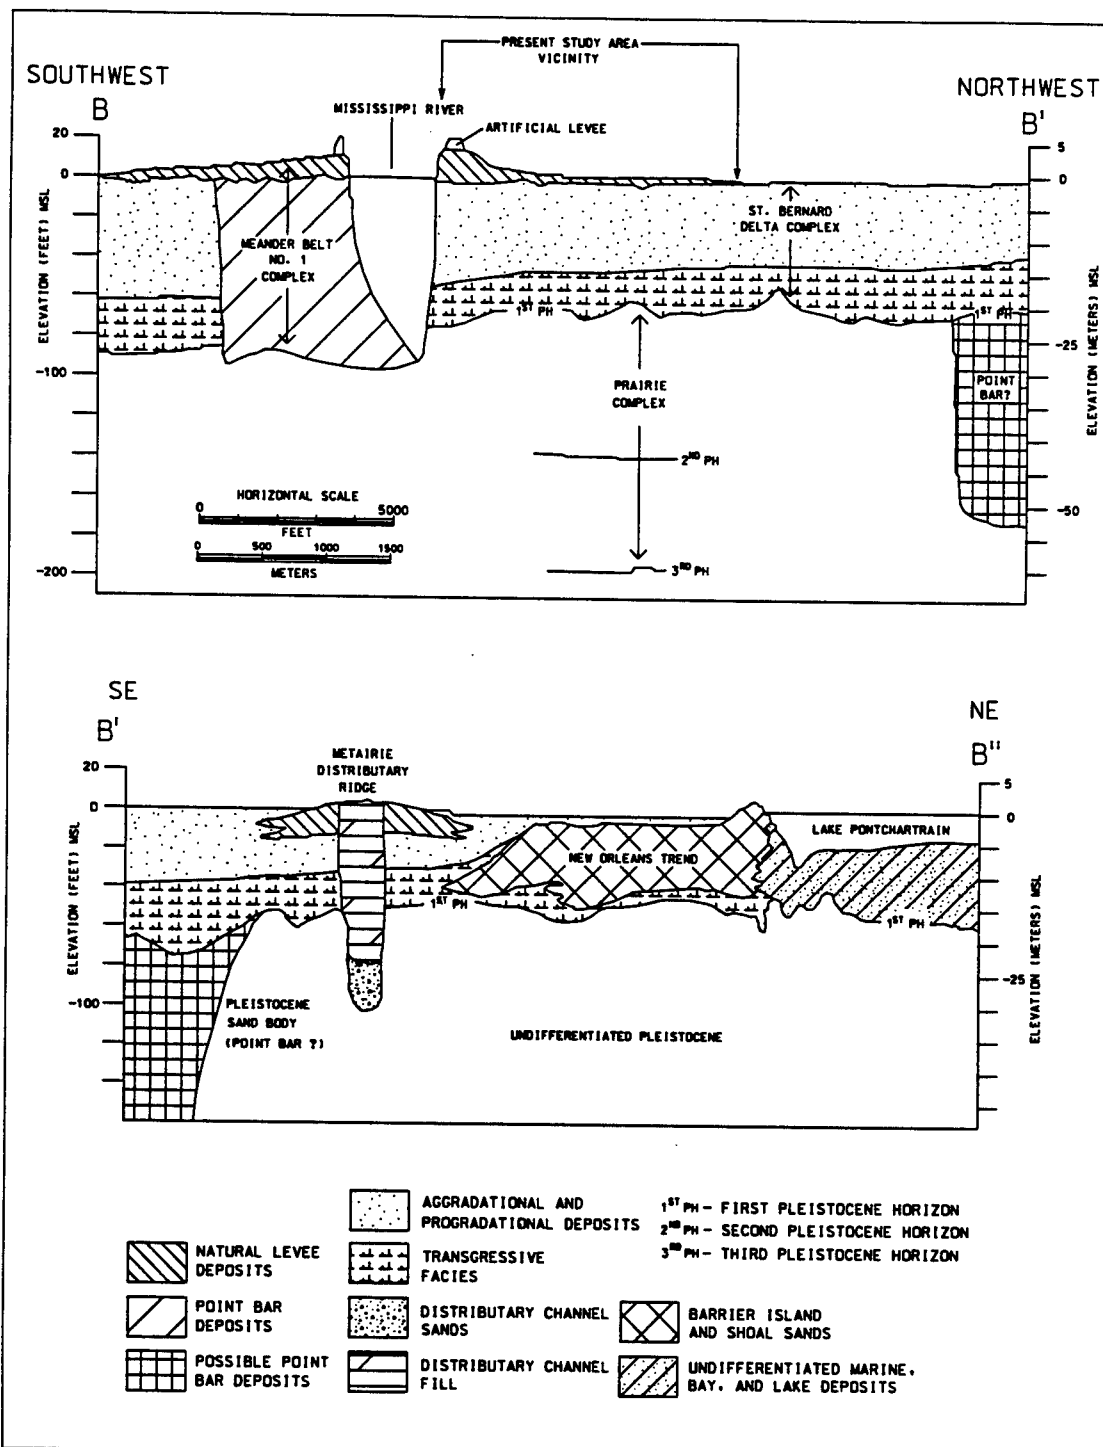 PRESENT STUDY AREA
VICINITY
SOUTHWEST
B
NORTHWEST
B'
MISSISSIPPI RIVER
ARTIFICIAL LEVEE
20
0
-100
-200
ELEVATION (FEET) MSL
5
0
-25
-50
ELEVATION (METERS) MSL
MEANDER BELT
NO. 1
COMPLEX
ST. BERNARD
DELTA COMPLEX
1ST PH
1ST PH
POINT
BAR?
PRAIRIE
COMPLEX
2ND PH
3RD PH
HORIZONTAL SCALE
0 5000
FEET
0 500 1000 1500
METERS
SE
B'
NE
B"
METAIRIE
DISTRIBUTARY
RIDGE
20
0
-100
ELEVATION (FEET) MSL
5
0
-25
ELEVATION (METERS) MSL
LAKE PONTCHARTRAIN
NEW ORLEANS TREND
1ST PH
1ST PH
PLEISTOCENE
SAND BODY
(POINT BAR ?)
UNDIFFERENTIATED PLEISTOCENE
AGGRADATIONAL AND
PROGRADATIONAL DEPOSITS
1ST PH - FIRST PLEISTOCENE HORIZON
2ND PH - SECOND PLEISTOCENE HORIZON
3RD PH - THIRD PLEISTOCENE HORIZON
NATURAL LEVEE
DEPOSITS
TRANSGRESSIVE
FACIES
POINT BAR
DEPOSITS
DISTRIBUTARY CHANNEL
SANDS
BARRIER ISLAND
AND SHOAL SANDS
POSSIBLE POINT
BAR DEPOSITS
DISTRIBUTARY CHANNEL
FILL
UNDIFFERENTIATED MARINE,
BAY, AND LAKE DEPOSITS